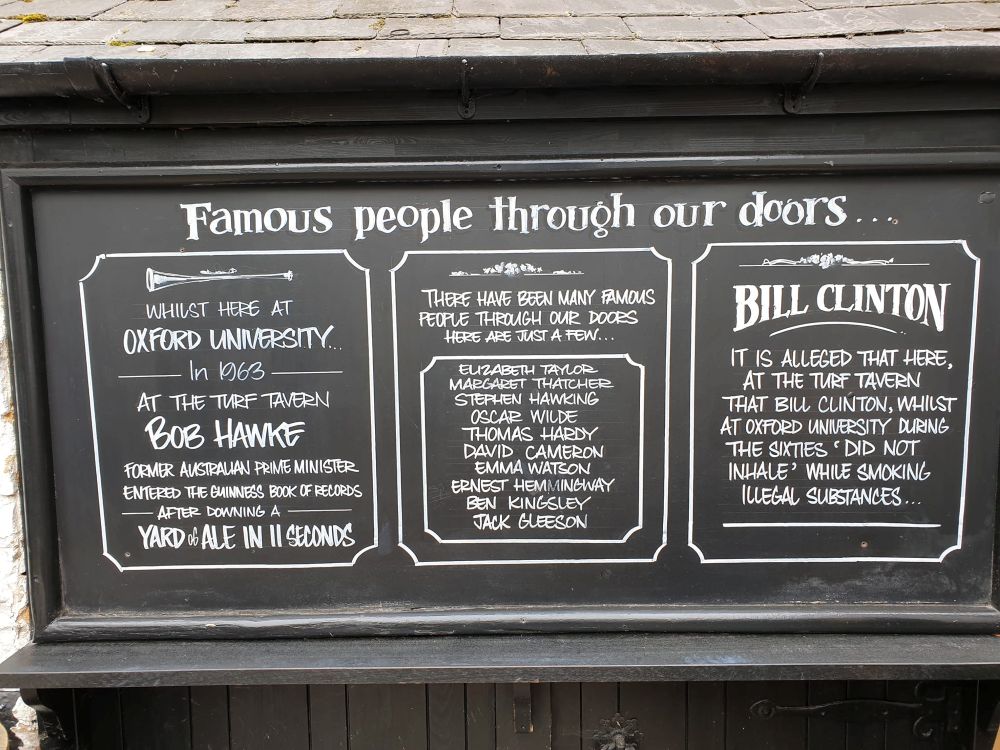 Famous people through our doors...
WHILST HERE AT
OXFORD UNIVERSITY...
In 1963
AT THE TURF TAVERN
BOB HAWKE
FORMER AUSTRALIAN PRIME MINISTER
ENTERED THE GUINNESS BOOK OF RECORDS
AFTER DOWNING A
YARD of ALE IN 11 SECONDS
THERE HAVE BEEN MANY FAMOUS
PEOPLE THROUGH OUR DOORS
HERE ARE JUST A FEW...
ELIZABETH TAYLOR
MARGARET THATCHER
STEPHEN HAWKING
OSCAR WILDE
THOMAS HARDY
DAVID CAMERON
EMMA WATSON
ERNEST HEMMINGWAY
BEN KINGSLEY
JACK GLEESON
BILL CLINTON
IT IS ALLEGED THAT HERE,
AT THE TURF TAVERN
THAT BILL CLINTON, WHILST
AT OXFORD UNIVERSITY DURING
THE SIXTIES 'DID NOT
INHALE' WHILE SMOKING
ILLEGAL SUBSTANCES...